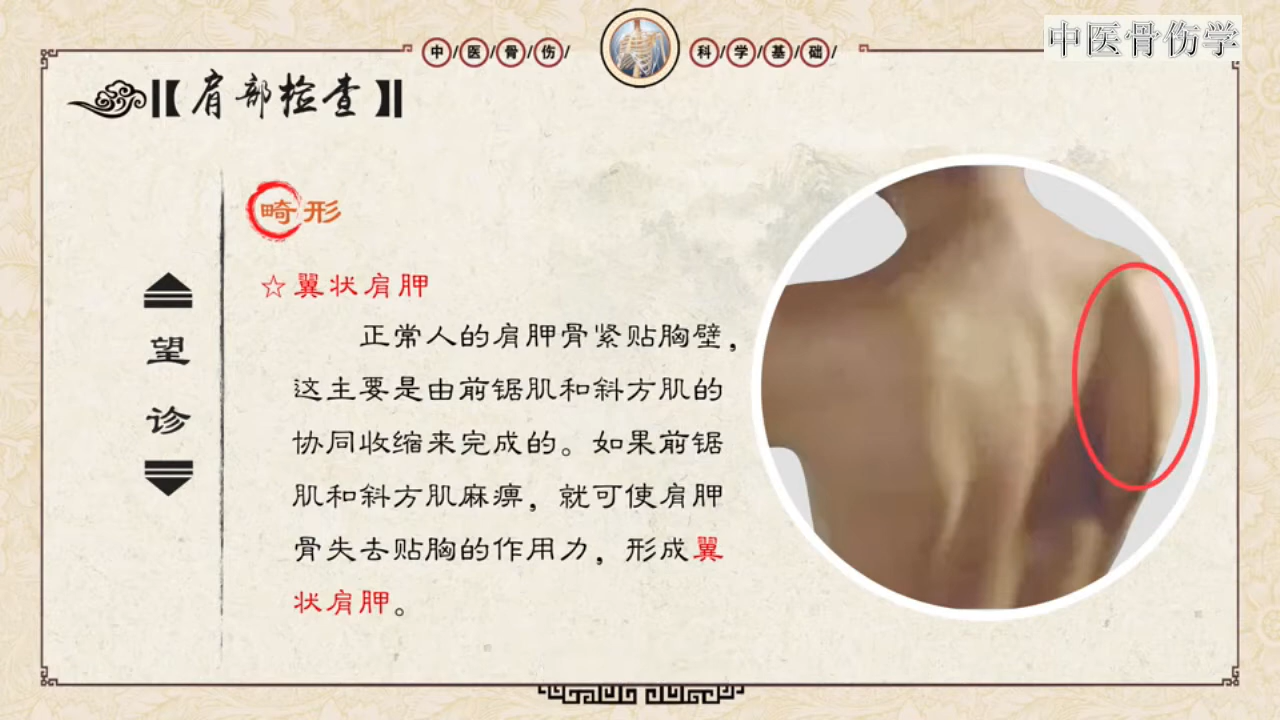 中/医/骨/伤/ 科/学/基/础/
中医骨伤学
【肩部检查】
畸形
☆翼状肩胛
正常人的肩胛骨紧贴胸壁，
这主要是由前锯肌和斜方肌的
协同收缩来完成的。如果前锯
肌和斜方肌麻痹，就可使肩胛
骨失去贴胸的作用力，形成翼
状肩胛。
望
诊